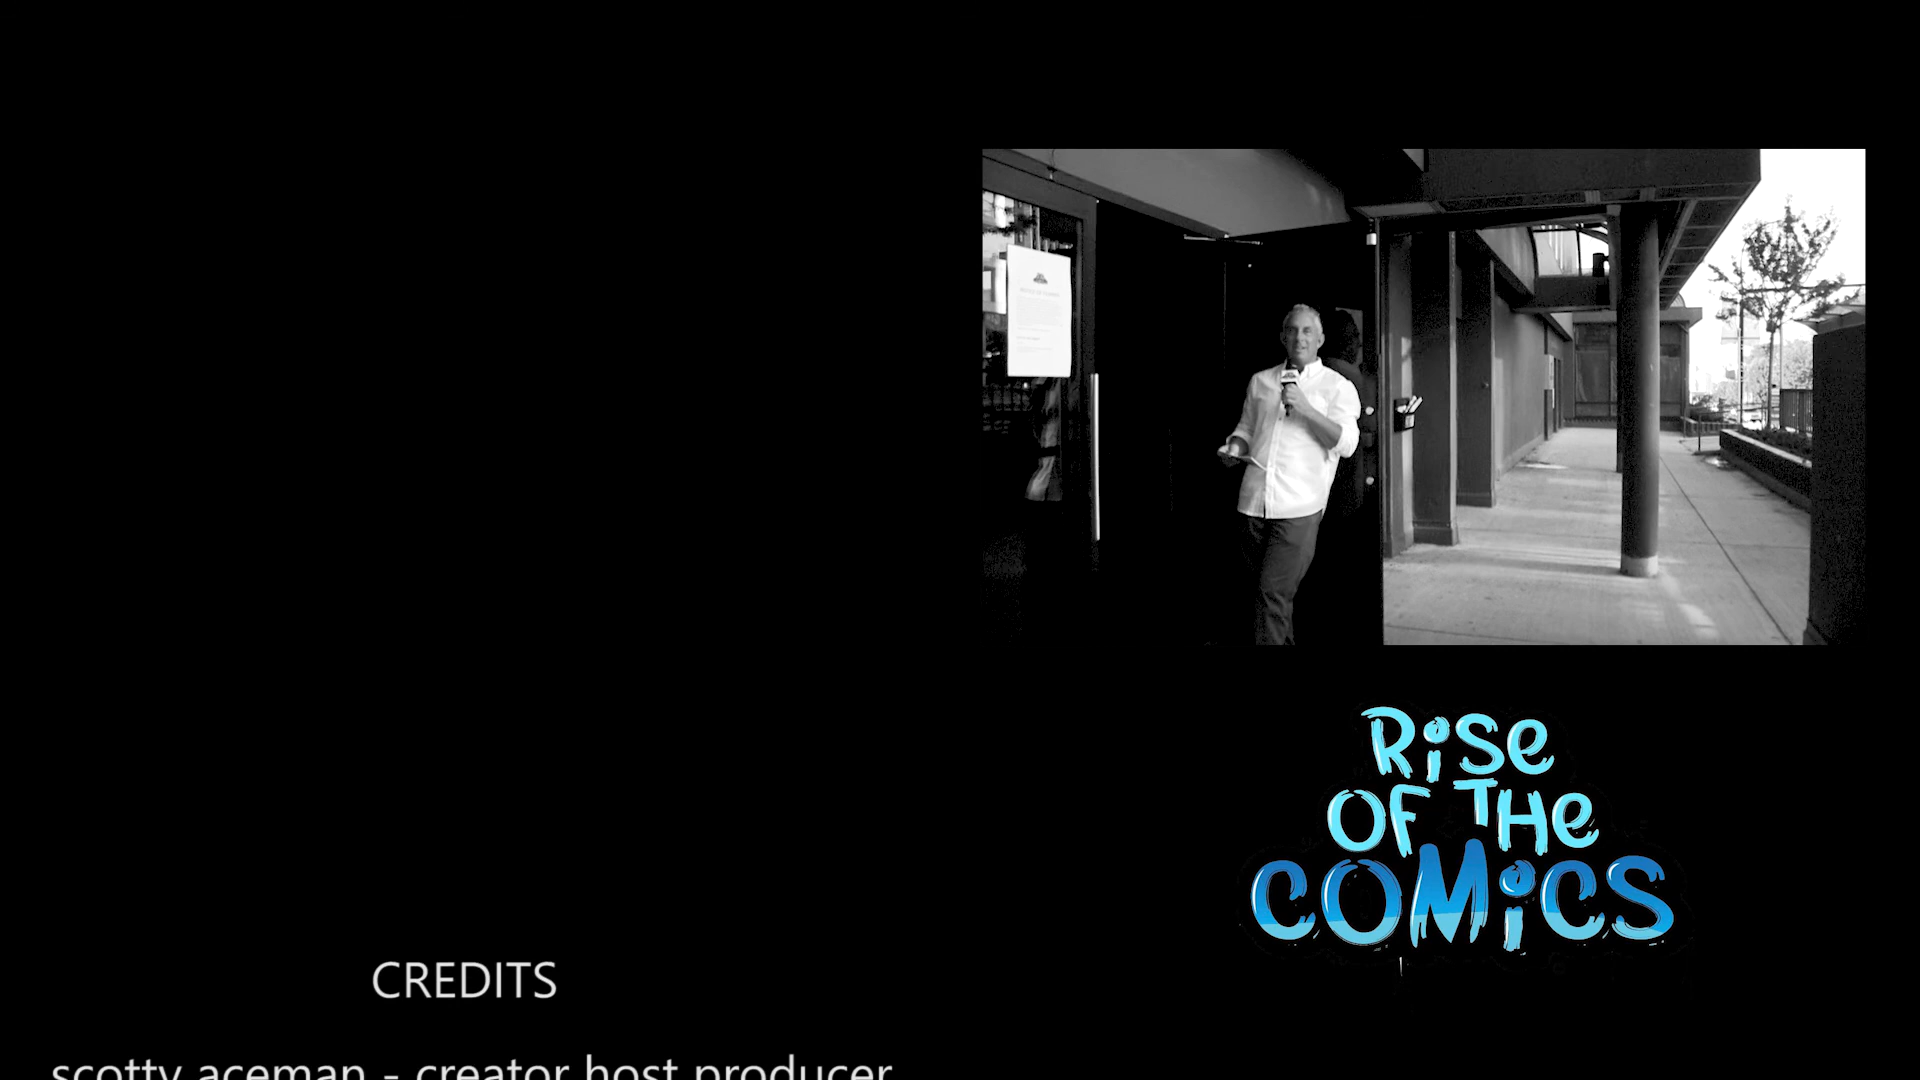 RiSe
OF THe
COMiCS
CREDITS
scotty aceman - creator host producer